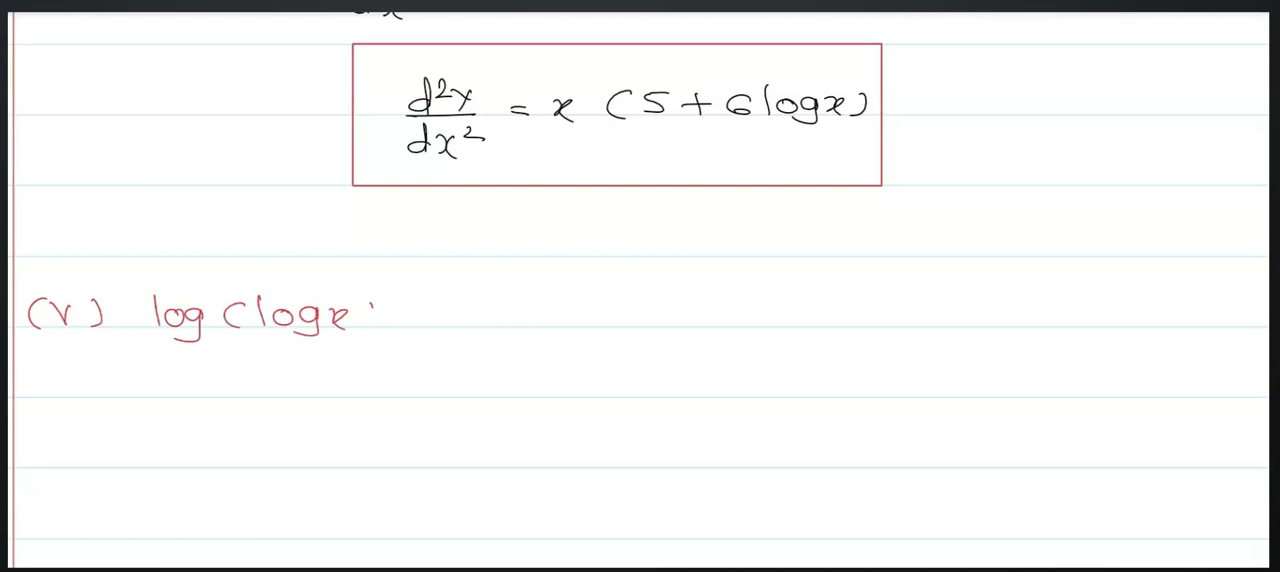 d²y/dx² = x (5 + 6 log x)
(v) log (log x